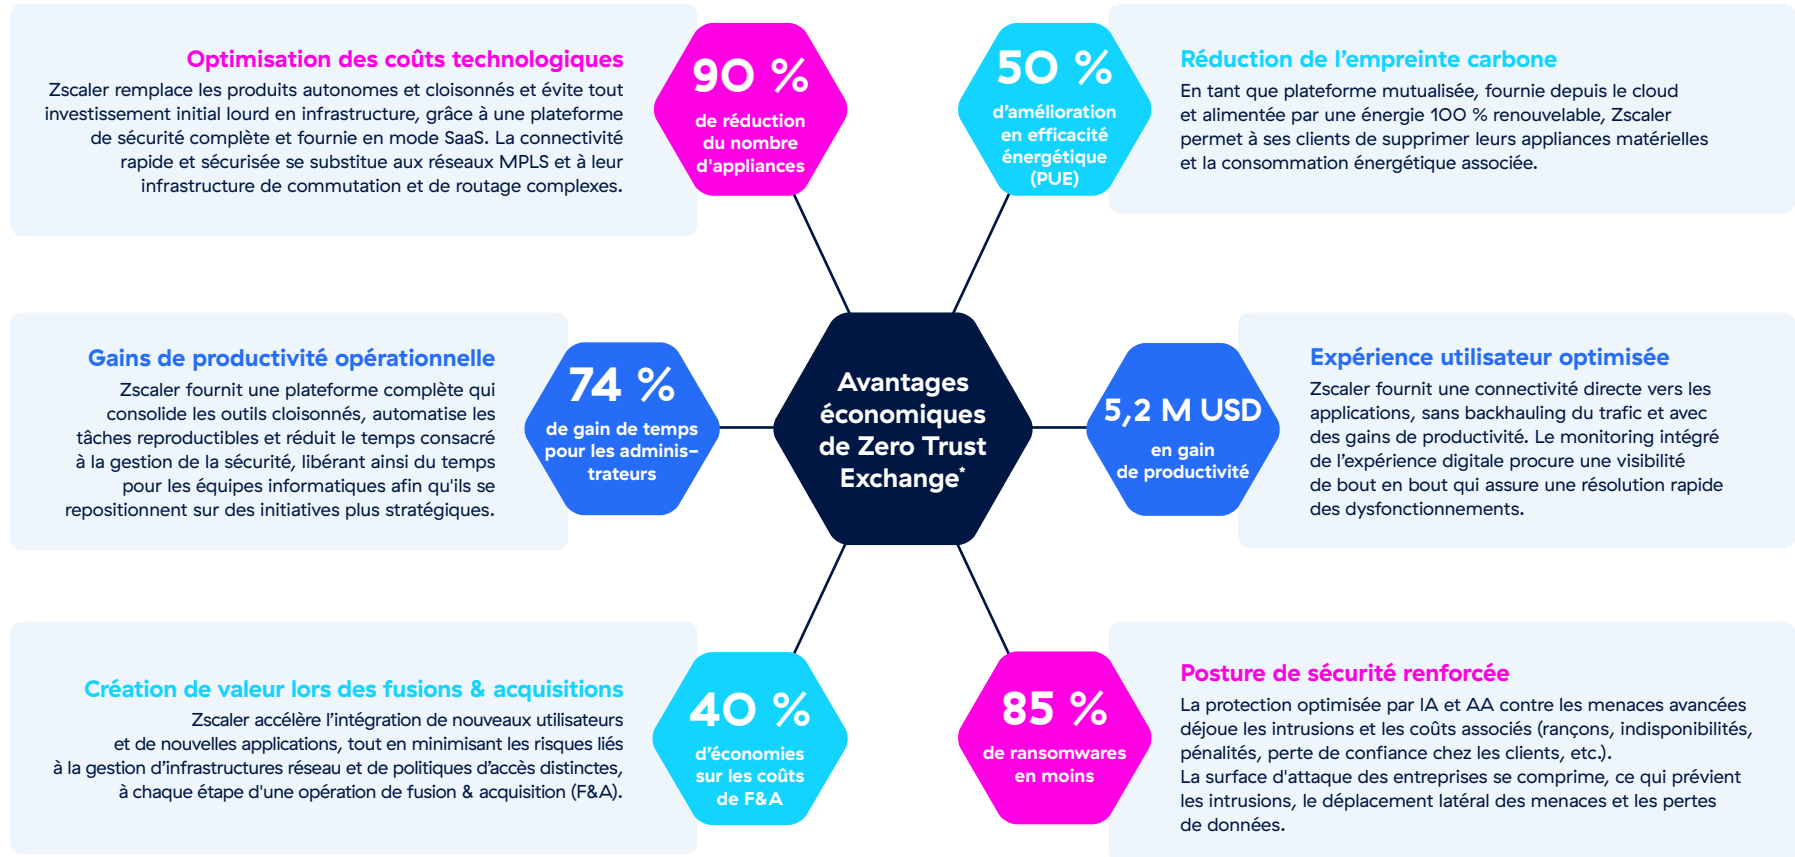 Optimisation des coûts technologiques
Zscaler remplace les produits autonomes et cloisonnés et évite tout
investissement initial lourd en infrastructure, grâce à une plateforme
de sécurité complète et fournie en mode SaaS. La connectivité
rapide et sécurisée se substitue aux réseaux MPLS et à leur
infrastructure de commutation et de routage complexes.
90 %
de réduction
du nombre
d'appliances
50 %
d’amélioration
en efficacité
énergétique
(PUE)
Réduction de l’empreinte carbone
En tant que plateforme mutualisée, fournie depuis le cloud
et alimentée par une énergie 100 % renouvelable, Zscaler
permet à ses clients de supprimer leurs appliances matérielles
et la consommation énergétique associée.
Gains de productivité opérationnelle
Zscaler fournit une plateforme complète qui
consolide les outils cloisonnés, automatise les
tâches reproductibles et réduit le temps consacré
à la gestion de la sécurité, libérant ainsi du temps
pour les équipes informatiques afin qu'ils se
repositionnent sur des initiatives plus stratégiques.
74 %
de gain de temps
pour les adminis-
trateurs
Avantages
économiques
de Zero Trust
Exchange*
5,2 M USD
en gain
de productivité
Expérience utilisateur optimisée
Zscaler fournit une connectivité directe vers les
applications, sans backhauling du trafic et avec
des gains de productivité. Le monitoring intégré
de l’expérience digitale procure une visibilité
de bout en bout qui assure une résolution rapide
des dysfonctionnements.
Création de valeur lors des fusions & acquisitions
Zscaler accélère l’intégration de nouveaux utilisateurs
et de nouvelles applications, tout en minimisant les risques liés
à la gestion d’infrastructures réseau et de politiques d’accès distinctes,
à chaque étape d'une opération de fusion & acquisition (F&A).
40 %
d’économies
sur les coûts
de F&A
85 %
de ransomwares
en moins
Posture de sécurité renforcée
La protection optimisée par IA et AA contre les menaces avancées
déjoue les intrusions et les coûts associés (rançons, indisponibilités,
pénalités, perte de confiance chez les clients, etc.).
La surface d'attaque des entreprises se comprime, ce qui prévient
les intrusions, le déplacement latéral des menaces et les pertes
de données.